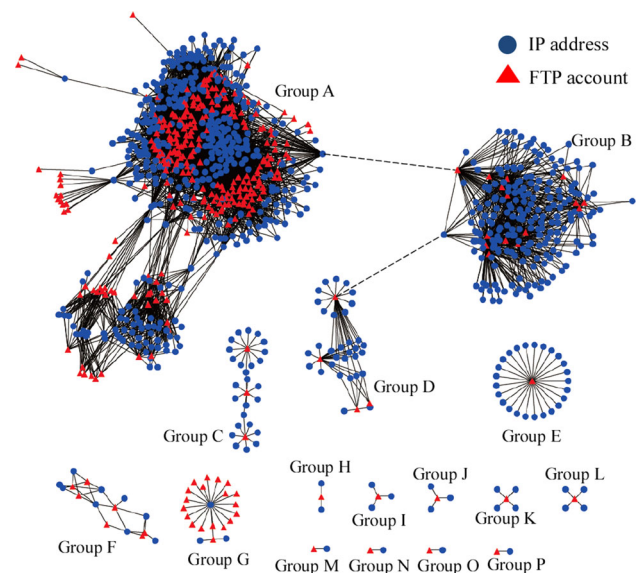 IP address
FTP account
Group A
Group B
Group D
Group C
Group E
Group H
Group J
Group L
Group I
Group K
Group F
Group G
Group M
Group N
Group O
Group P